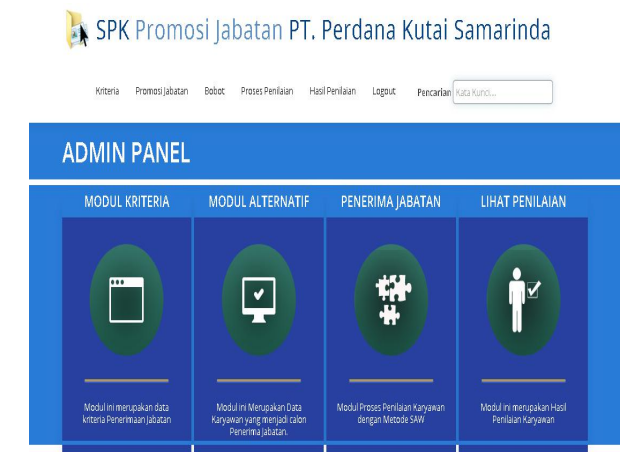 SPK Promosi Jabatan PT. Perdana Kutai Samarinda
Kriteria Promosi Jabatan Bobot Proses Penilaian Hasil Penilaian Logout Pencarian Kata Kunci...
ADMIN PANEL
MODUL KRITERIA MODUL ALTERNATIF PENERIMA JABATAN LIHAT PENILAIAN
Modul ini merupakan data
kriteria Penerimaan Jabatan
Modul ini Merupakan Data
Karyawan yang menjadi calon
Penerima Jabatan.
Modul Proses Penilaian Karyawan
dengan Metode SAW
Modul ini merupakan Hasil
Penilaian Karyawan